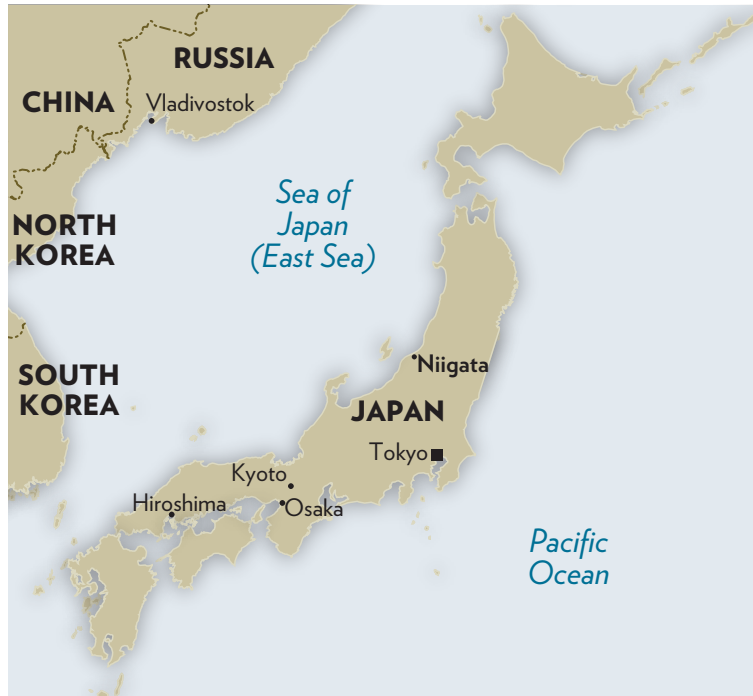 RUSSIA
CHINA
Vladivostok
Sea of
Japan
(East Sea)
NORTH
KOREA
Niigata
SOUTH
KOREA
JAPAN
Tokyo
Kyoto
Hiroshima
Osaka
Pacific
Ocean